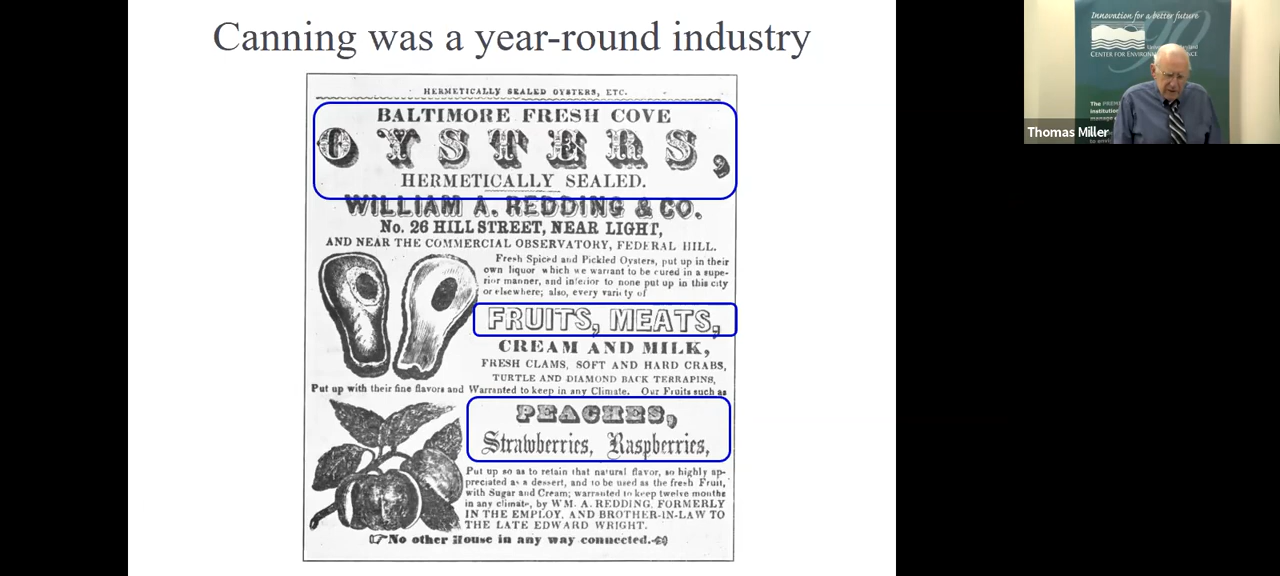 Canning was a year-round industry
HERMETICALLY SEALED OYSTERS, ETC.
BALTIMORE FRESH COVE
OYSTERS,
HERMETICALLY SEALED.
WILLIAM A. REDDING & CO.
No. 26 HILL STREET, NEAR LIGHT,
AND NEAR THE COMMERCIAL OBSERVATORY, FEDERAL HILL.
Fresh Spiced and Pickled Oysters, put up in their
own liquor which we warrant to be cured in a supe-
rior manner, and inferior to none put up in this city
or elsewhere; also, every variety of
FRUITS, MEATS,
CREAM AND MILK,
FRESH CLAMS, SOFT AND HARD CRABS,
TURTLE AND DIAMOND BACK TERRAPINS,
Put up with their fine flavors and Warranted to keep in any Climate. Our Fruits such as
PEACHES,
Strawberries, Raspberries,
Put up so as to retain that natural flavor, so highly ap-
preciated as a dessert, and to be used as the fresh Fruit,
with Sugar and Cream; warranted to keep twelve months
in any climate, by WM. A. REDDING, FORMERLY
IN THE EMPLOY, AND BROTHER-IN-LAW TO
THE LATE EDWARD WRIGHT.
No other House in any way connected.
Innovation for a better future
CENTER FOR
The
institution
Thomas Miller